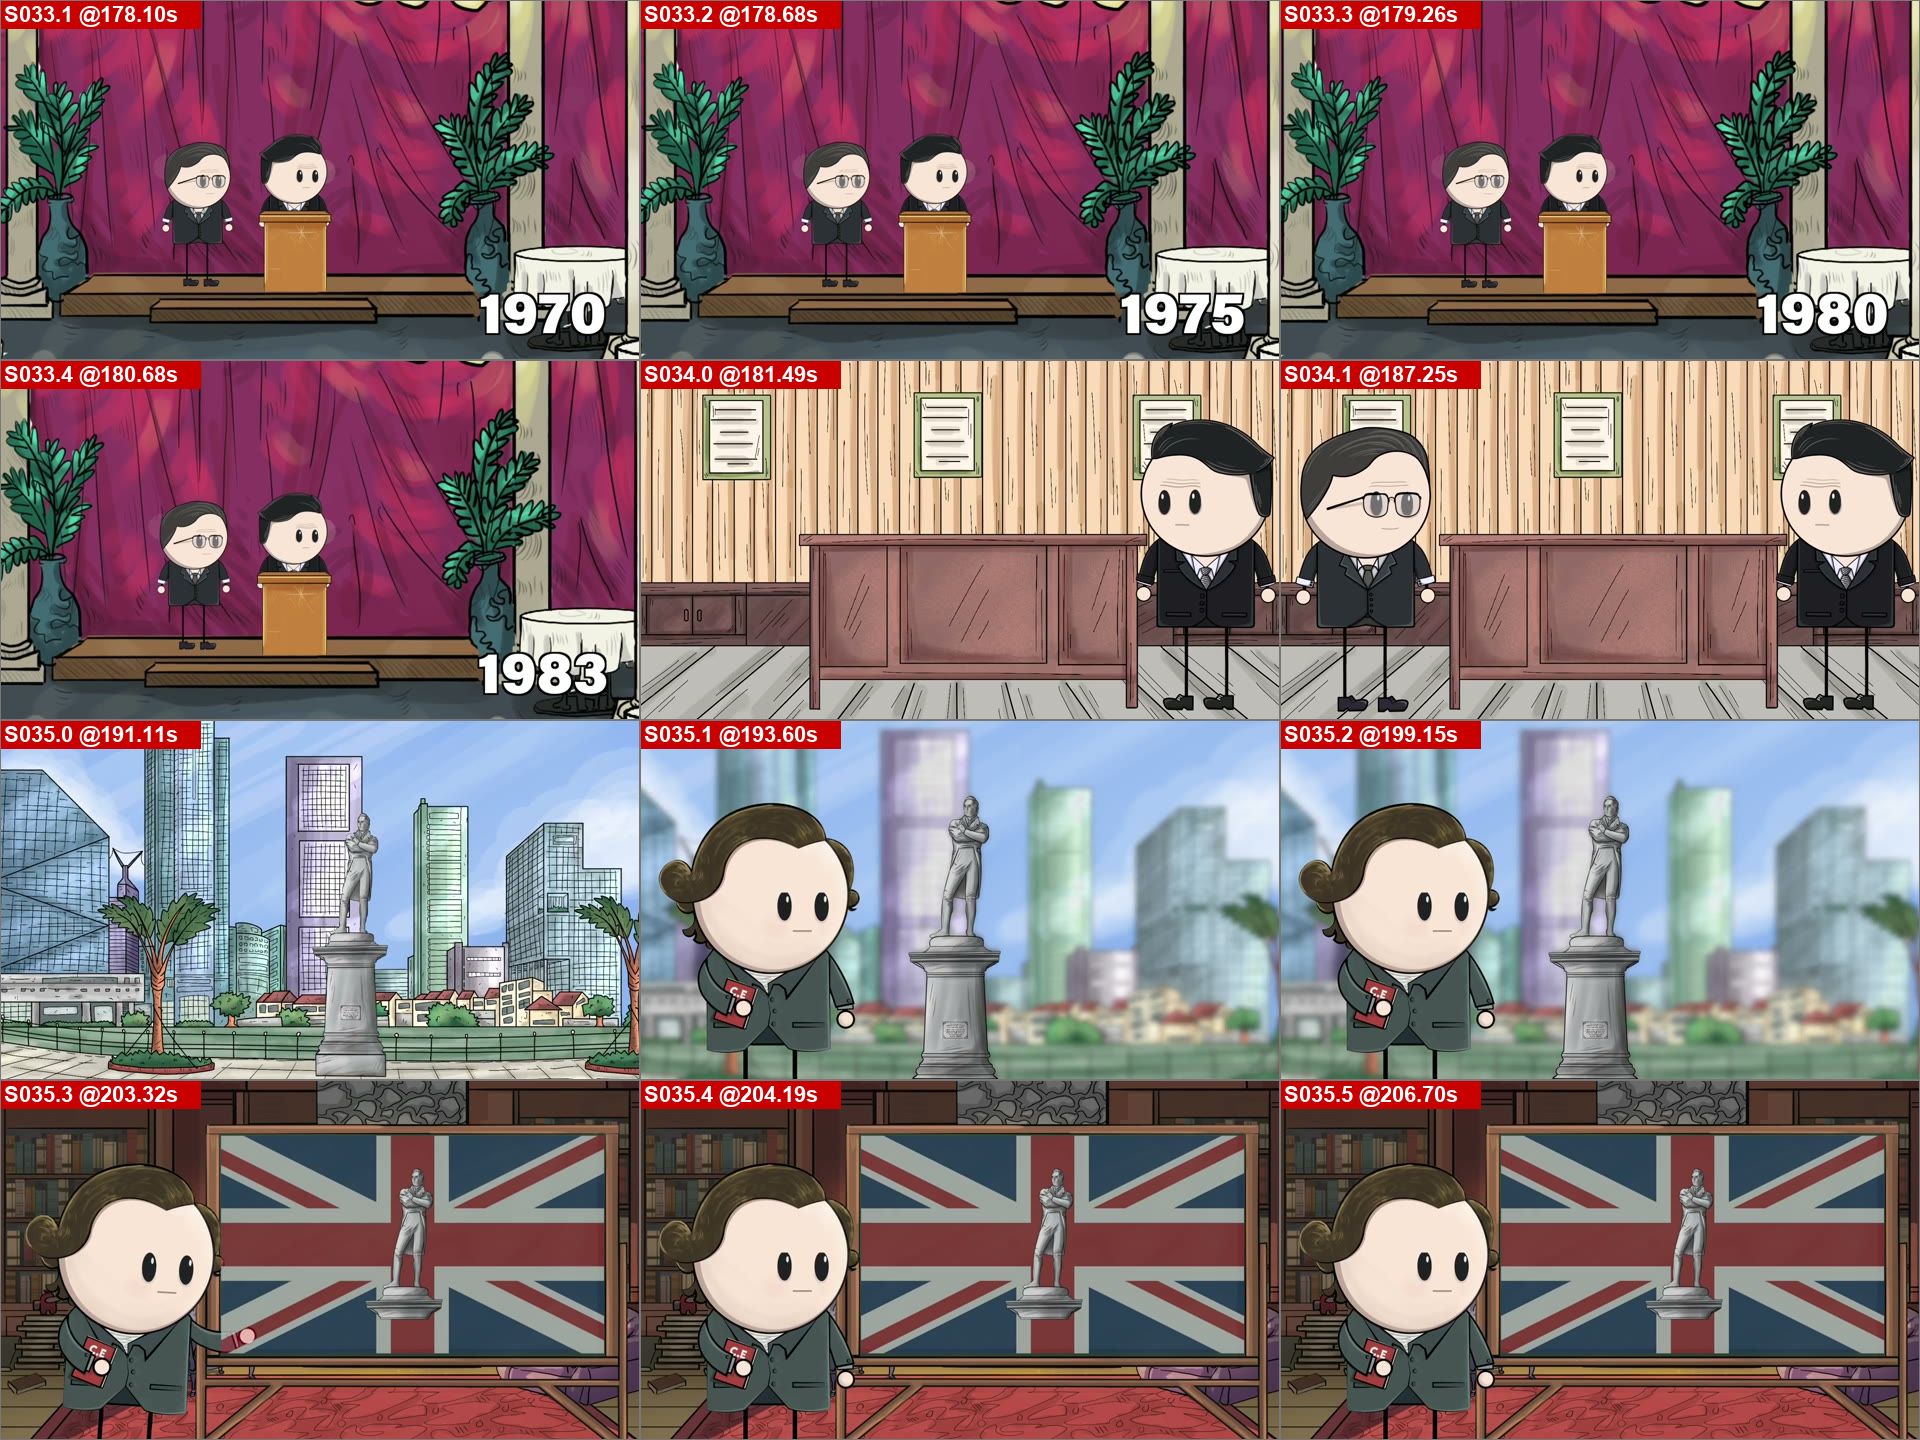 S033.1 @178.10s
1970
S033.2 @178.68s
1975
S033.3 @179.26s
1980
S033.4 @180.68s
1983
S034.0 @181.49s
S034.1 @187.25s
S035.0 @191.11s
S035.1 @193.60s
C.E
S035.2 @199.15s
C.E
S035.3 @203.32s
C.E
S035.4 @204.19s
C.E
S035.5 @206.70s
C.E